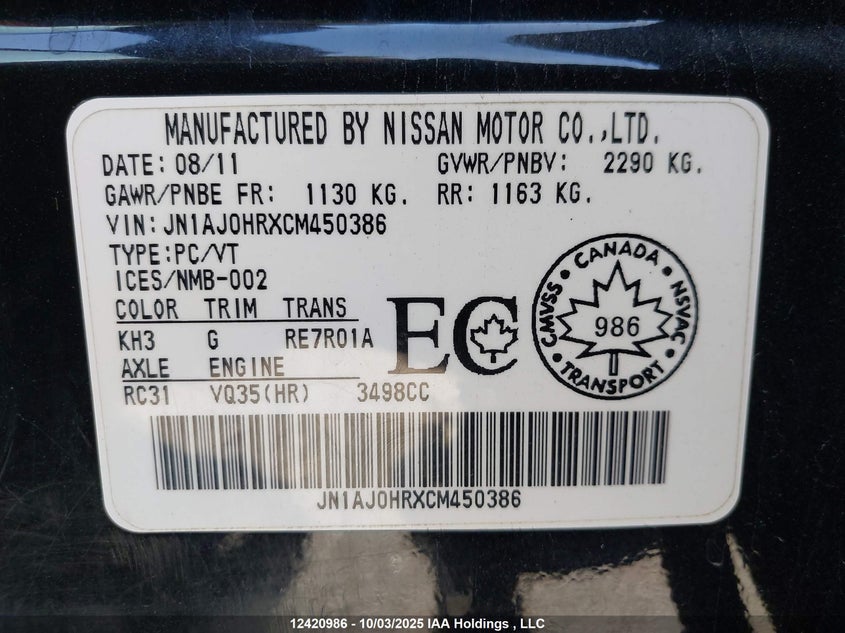 MANUFACTURED BY NISSAN MOTOR CO.,LTD.
DATE: 08/11 GVWR/PNBV: 2290 KG.
GAWR/PNBE FR: 1130 KG. RR: 1163 KG.
VIN: JN1AJ0HRXCM450386
TYPE: PC/VT
ICES/NMB-002
COLOR TRIM TRANS
KH3 G RE7R01A
AXLE ENGINE
RC31 VQ35(HR) 3498CC
EC
CANADA
CMVSS 986 NSVAC
TRANSPORT
JN1AJ0HRXCM450386
12420986 - 10/03/2025 IAA Holdings , LLC